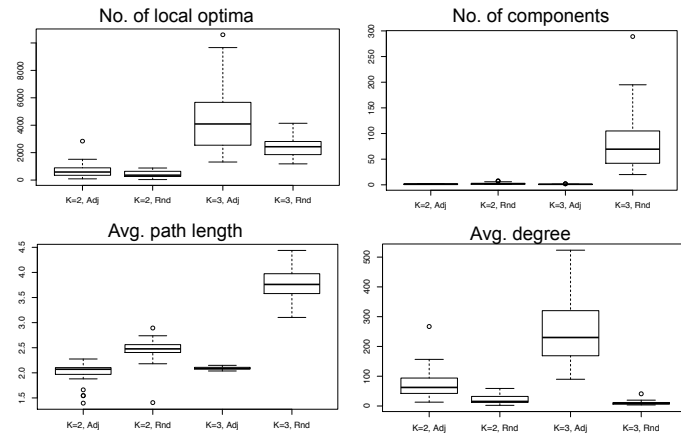 No. of local optima
0 2000 4000 6000 8000
K=2, Adj K=2, Rnd K=3, Adj K=3, Rnd
No. of components
0 50 100 150 200 250 300
K=2, Adj K=2, Rnd K=3, Adj K=3, Rnd
Avg. path length
1.5 2.0 2.5 3.0 3.5 4.0 4.5
K=2, Adj K=2, Rnd K=3, Adj K=3, Rnd
Avg. degree
0 100 200 300 400 500
K=2, Adj K=2, Rnd K=3, Adj K=3, Rnd